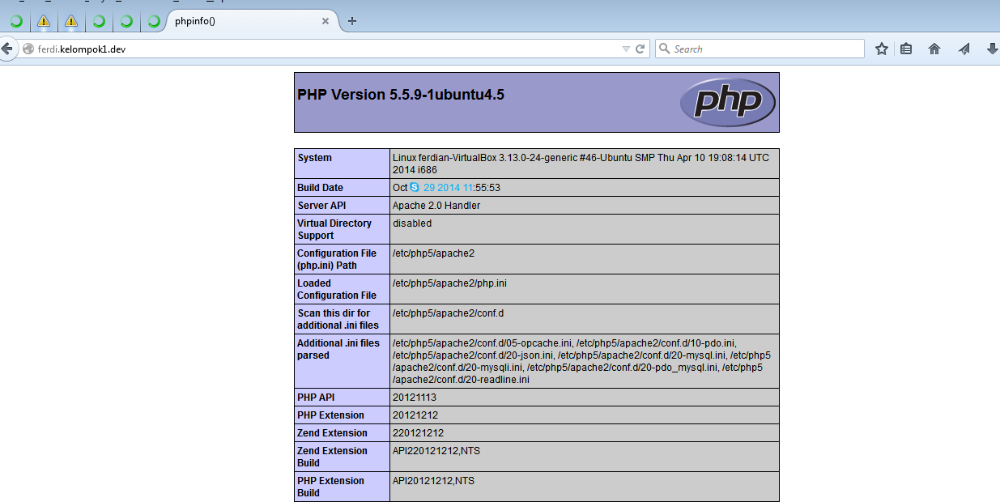 phpinfo()
ferdi.kelompok1.dev
Search
PHP Version 5.5.9-1ubuntu4.5
php
System
Linux ferdian-VirtualBox 3.13.0-24-generic #46-Ubuntu SMP Thu Apr 10 19:08:14 UTC
2014 i686
Build Date
Oct 29 2014 11:55:53
Server API
Apache 2.0 Handler
Virtual Directory
Support
disabled
Configuration File
(php.ini) Path
/etc/php5/apache2
Loaded
Configuration File
/etc/php5/apache2/php.ini
Scan this dir for
additional .ini files
/etc/php5/apache2/conf.d
Additional .ini files
parsed
/etc/php5/apache2/conf.d/05-opcache.ini, /etc/php5/apache2/conf.d/10-pdo.ini,
/etc/php5/apache2/conf.d/20-json.ini, /etc/php5/apache2/conf.d/20-mysql.ini, /etc/php5
/apache2/conf.d/20-mysqli.ini, /etc/php5/apache2/conf.d/20-pdo_mysql.ini, /etc/php5
/apache2/conf.d/20-readline.ini
PHP API
20121113
PHP Extension
20121212
Zend Extension
220121212
Zend Extension
Build
API220121212,NTS
PHP Extension
Build
API20121212,NTS